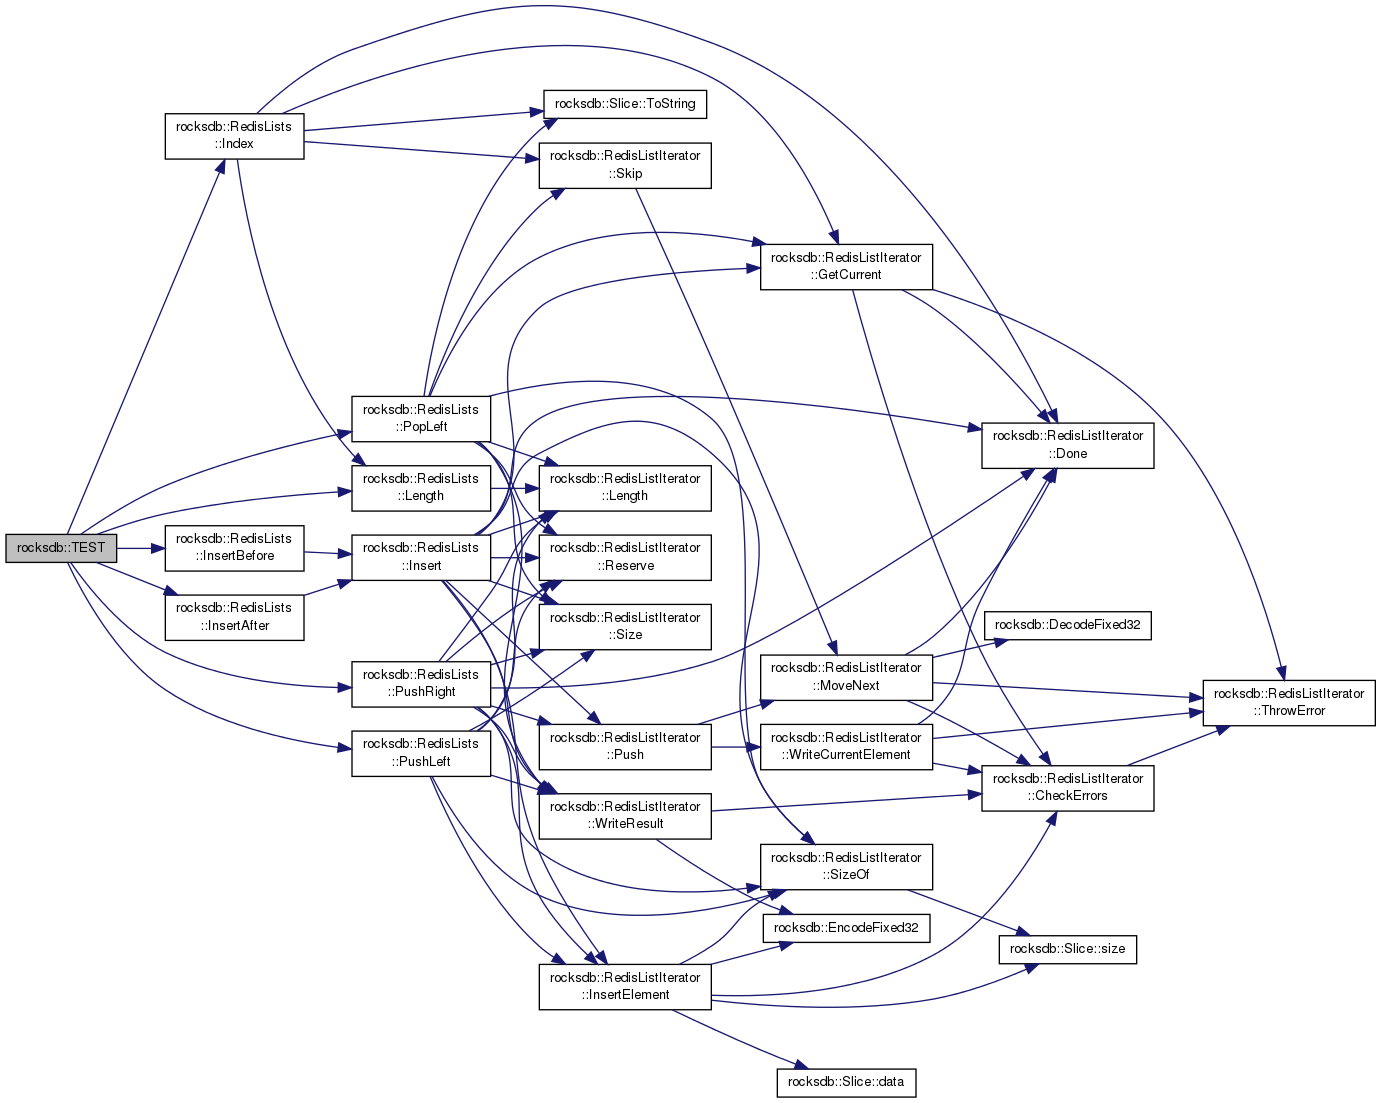 rocksdb::TEST
rocksdb::RedisLists
::Index
rocksdb::RedisLists
::InsertBefore
rocksdb::RedisLists
::InsertAfter
rocksdb::RedisLists
::PopLeft
rocksdb::RedisLists
::Length
rocksdb::RedisLists
::Insert
rocksdb::RedisLists
::PushRight
rocksdb::RedisLists
::PushLeft
rocksdb::Slice::ToString
rocksdb::RedisListIterator
::Skip
rocksdb::RedisListIterator
::Length
rocksdb::RedisListIterator
::Reserve
rocksdb::RedisListIterator
::Size
rocksdb::RedisListIterator
::Push
rocksdb::RedisListIterator
::WriteResult
rocksdb::RedisListIterator
::InsertElement
rocksdb::RedisListIterator
::GetCurrent
rocksdb::RedisListIterator
::MoveNext
rocksdb::RedisListIterator
::WriteCurrentElement
rocksdb::RedisListIterator
::SizeOf
rocksdb::EncodeFixed32
rocksdb::Slice::data
rocksdb::RedisListIterator
::Done
rocksdb::DecodeFixed32
rocksdb::RedisListIterator
::CheckErrors
rocksdb::Slice::size
rocksdb::RedisListIterator
::ThrowError